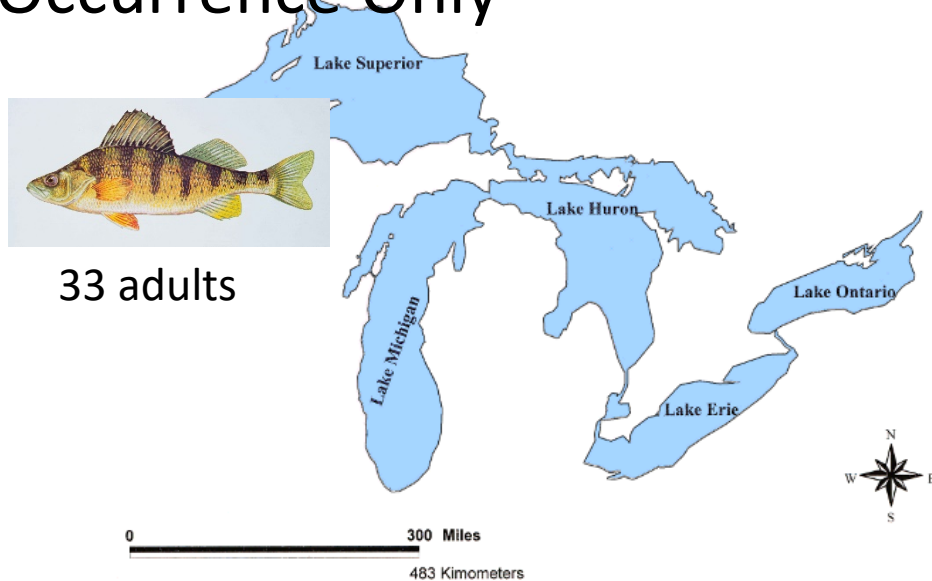 Occurrence Only
Lake Superior
Lake Huron
33 adults
Lake Ontario
Lake Michigan
Lake Erie
N
W
E
S
0 300 Miles
483 Kimometers